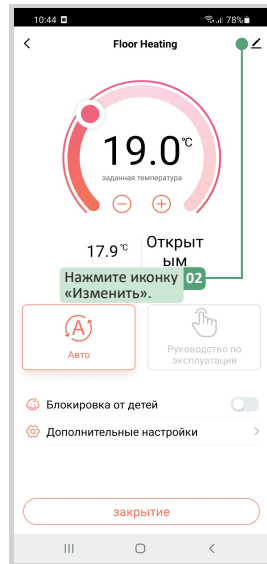 10:44 78%
Floor Heating
19.0°C
заданная температура
17.9 °C
Открыт
ым
Нажмите иконку 02
«Изменить».
Авто
Руководство по
эксплуатации
Блокировка от детей
Дополнительные настройки
закрытие